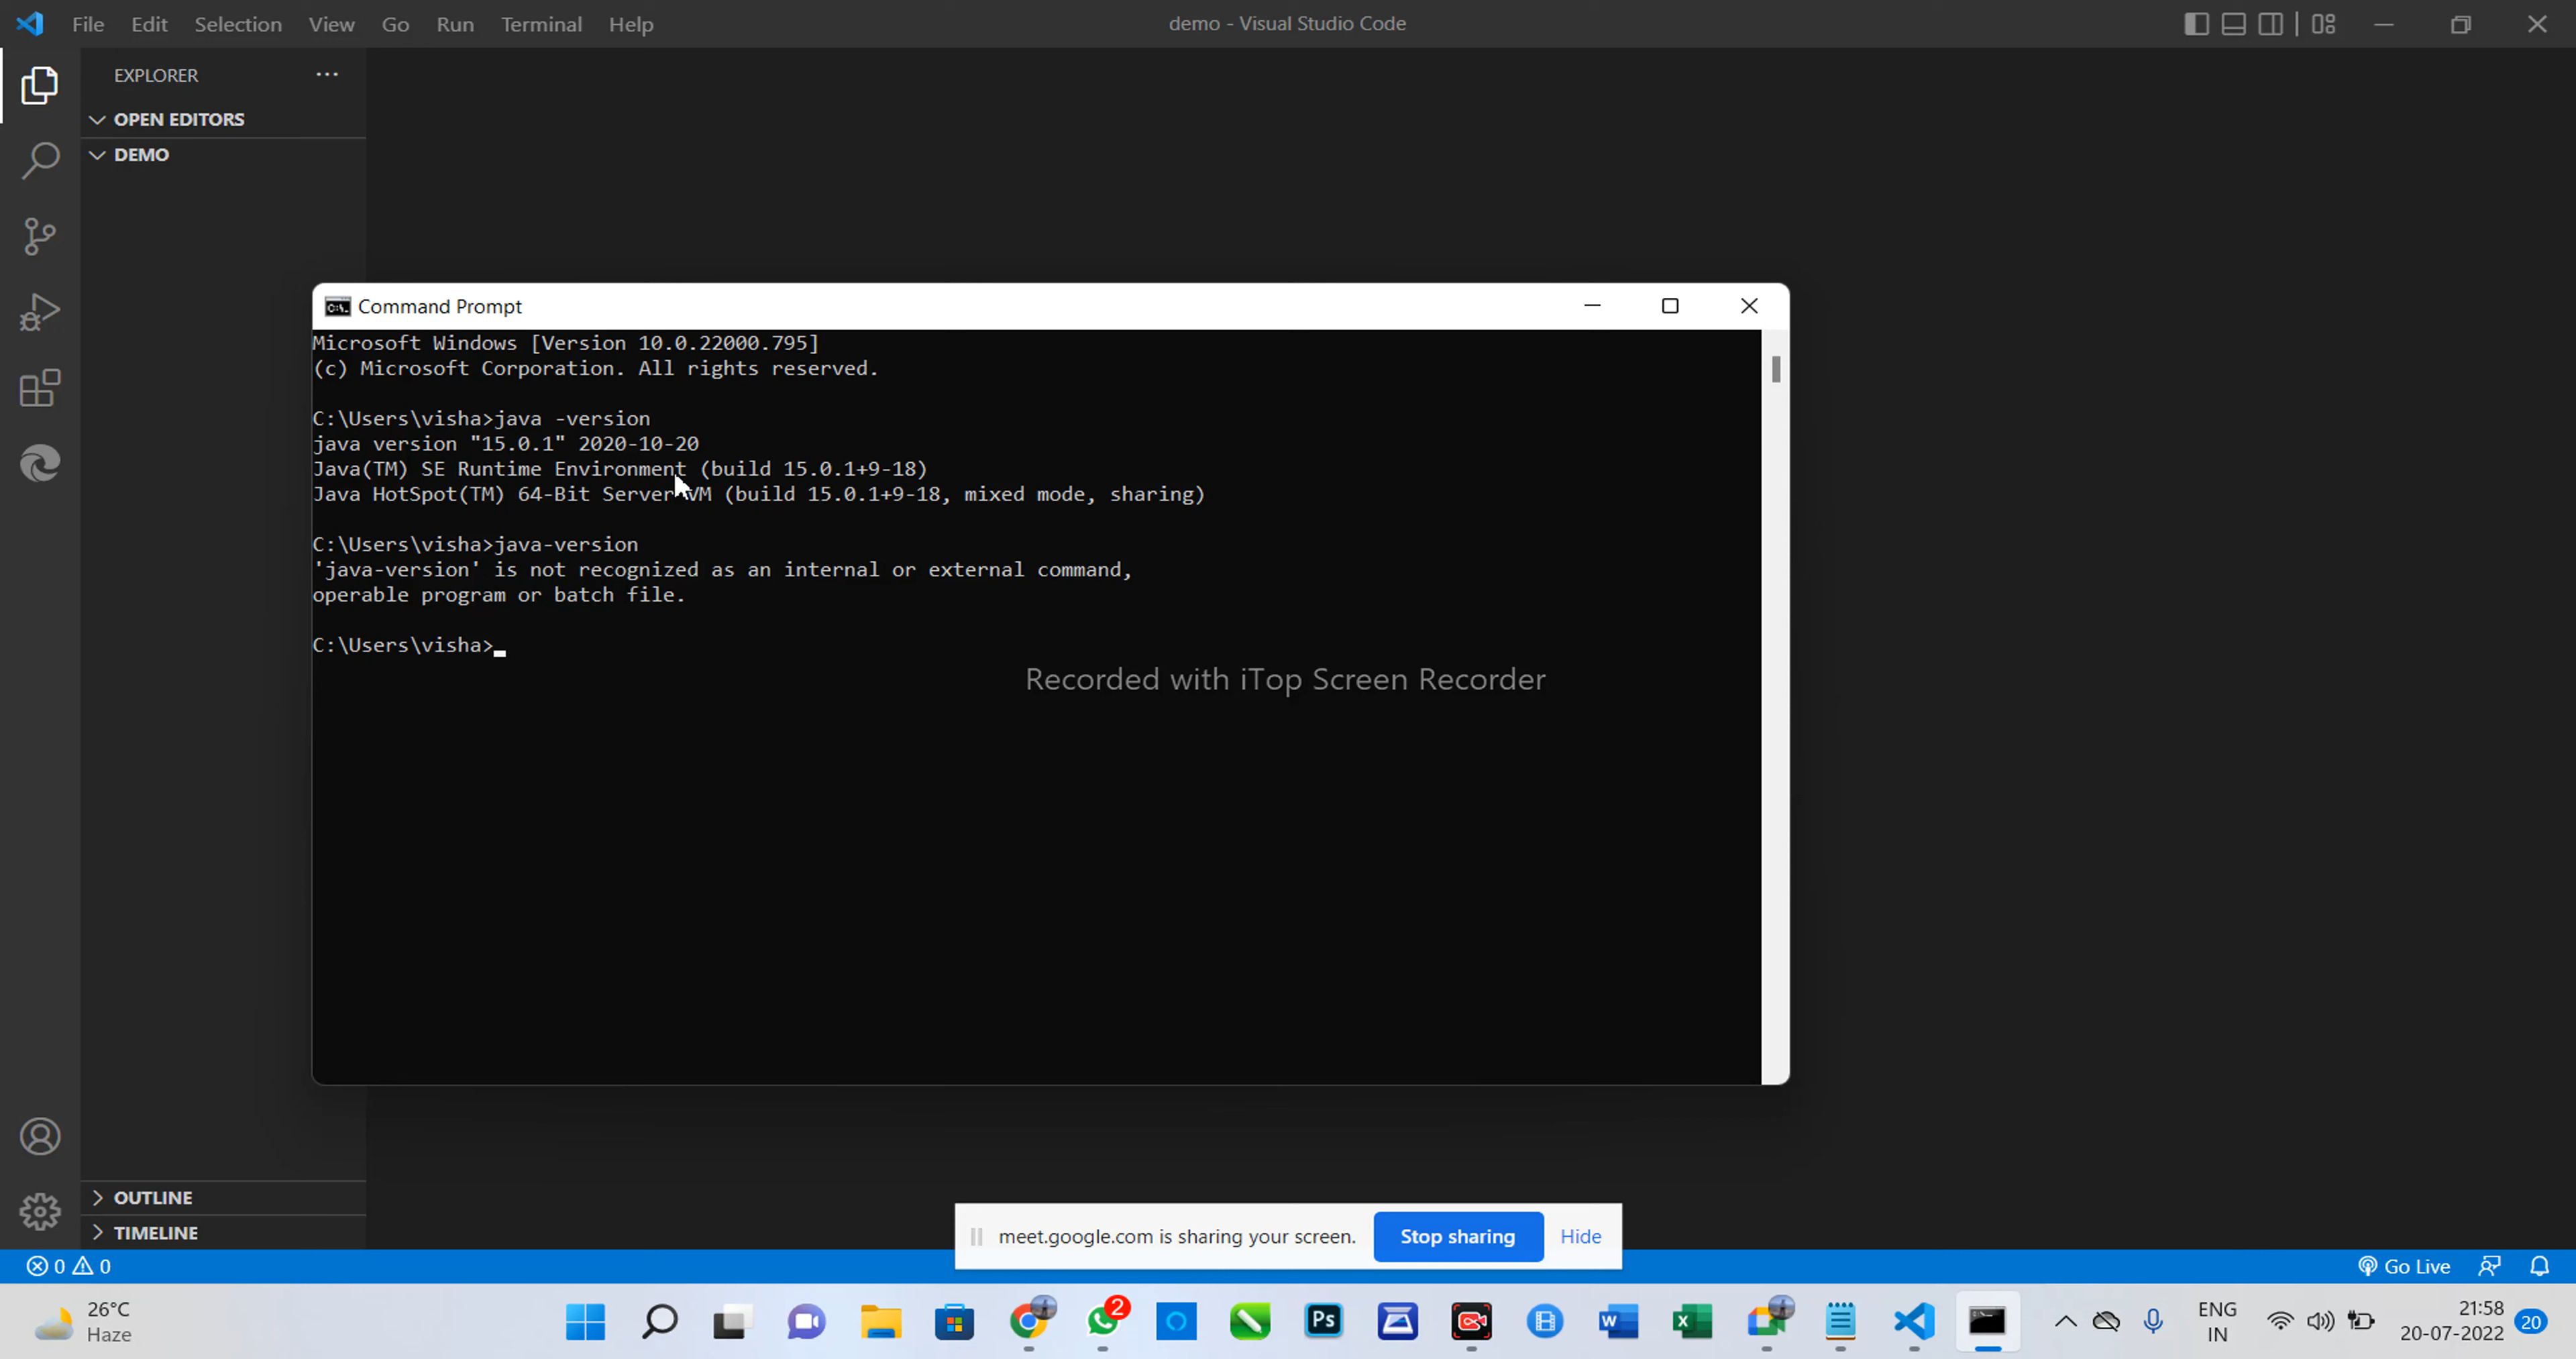 File Edit Selection View Go Run Terminal Help
demo - Visual Studio Code
EXPLORER
OPEN EDITORS
DEMO
Command Prompt
Microsoft Windows [Version 10.0.22000.795]
(c) Microsoft Corporation. All rights reserved.
C:\Users\visha>java -version
java version "15.0.1" 2020-10-20
Java(TM) SE Runtime Environment (build 15.0.1+9-18)
Java HotSpot(TM) 64-Bit Server VM (build 15.0.1+9-18, mixed mode, sharing)
C:\Users\visha>java-version
'java-version' is not recognized as an internal or external command,
operable program or batch file.
C:\Users\visha>
Recorded with iTop Screen Recorder
OUTLINE
TIMELINE
meet.google.com is sharing your screen. Stop sharing Hide
0 0
Go Live
26°C
Haze
2
Ps
ENG
IN
21:58
20-07-2022
20